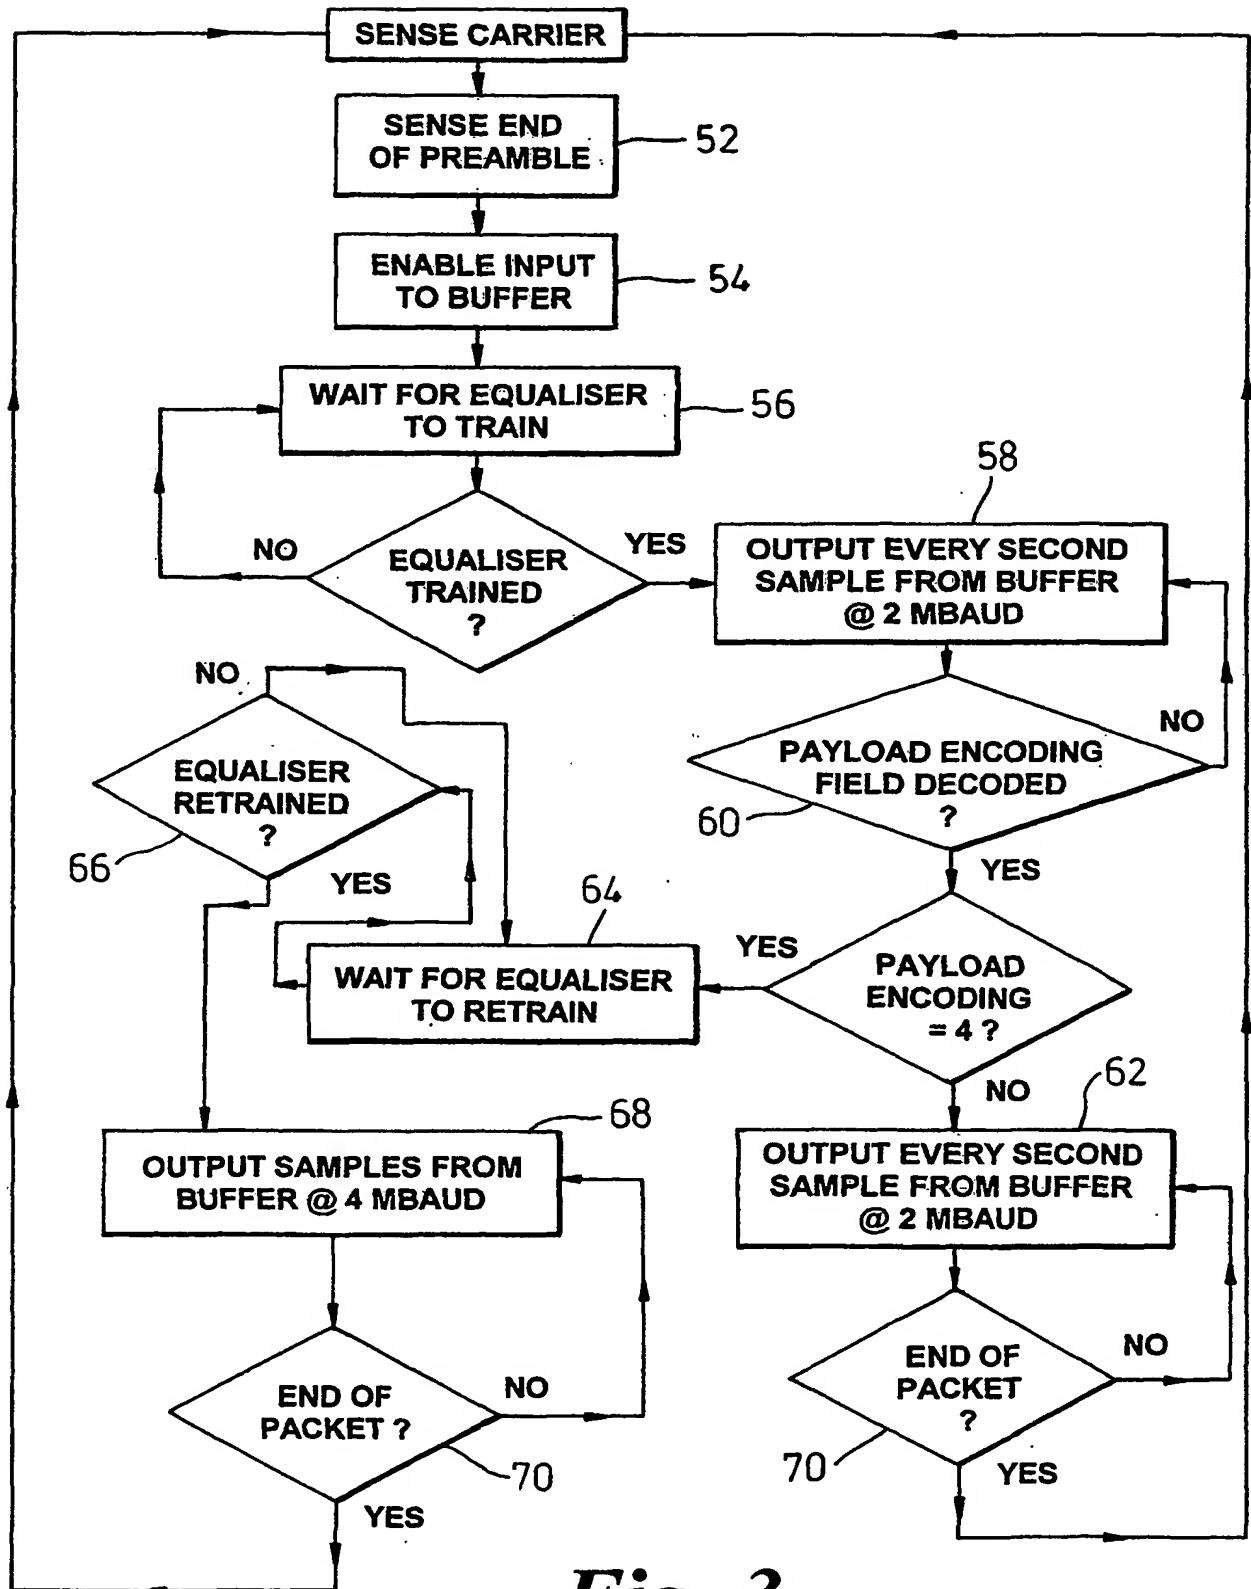 SENSE CARRIER
SENSE END
OF PREAMBLE
52
ENABLE INPUT
TO BUFFER
54
WAIT FOR EQUALISER
TO TRAIN
56
EQUALISER
TRAINED
?
NO
YES
58
OUTPUT EVERY SECOND
SAMPLE FROM BUFFER
@ 2 MBAUD
PAYLOAD ENCODING
FIELD DECODED
?
60
NO
YES
NO
EQUALISER
RETRAINED
?
66
YES
64
WAIT FOR EQUALISER
TO RETRAIN
YES
PAYLOAD
ENCODING
= 4 ?
NO
62
OUTPUT EVERY SECOND
SAMPLE FROM BUFFER
@ 2 MBAUD
68
OUTPUT SAMPLES FROM
BUFFER @ 4 MBAUD
END OF
PACKET ?
NO
70
YES
END OF
PACKET
?
NO
70
YES